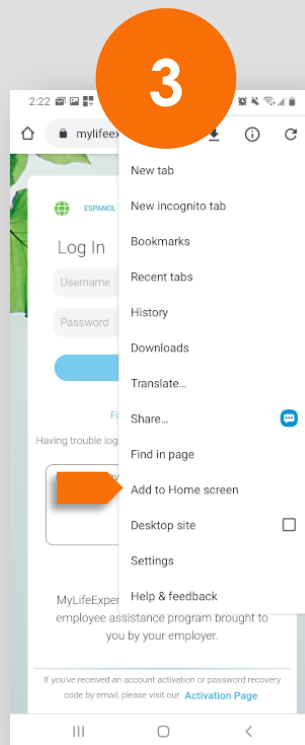 3
2:22
mylifeex
New tab
New incognito tab
ESPANOL
Bookmarks
Log In
Recent tabs
Username
History
Password
Downloads
Translate...
Share...
Having trouble log
Find in page
Add to Home screen
Desktop site
Settings
Help & feedback
MyLifeExper
employee assistance program brought to
you by your employer.
If you've received an account activation or password recovery
code by email, please visit our Activation Page